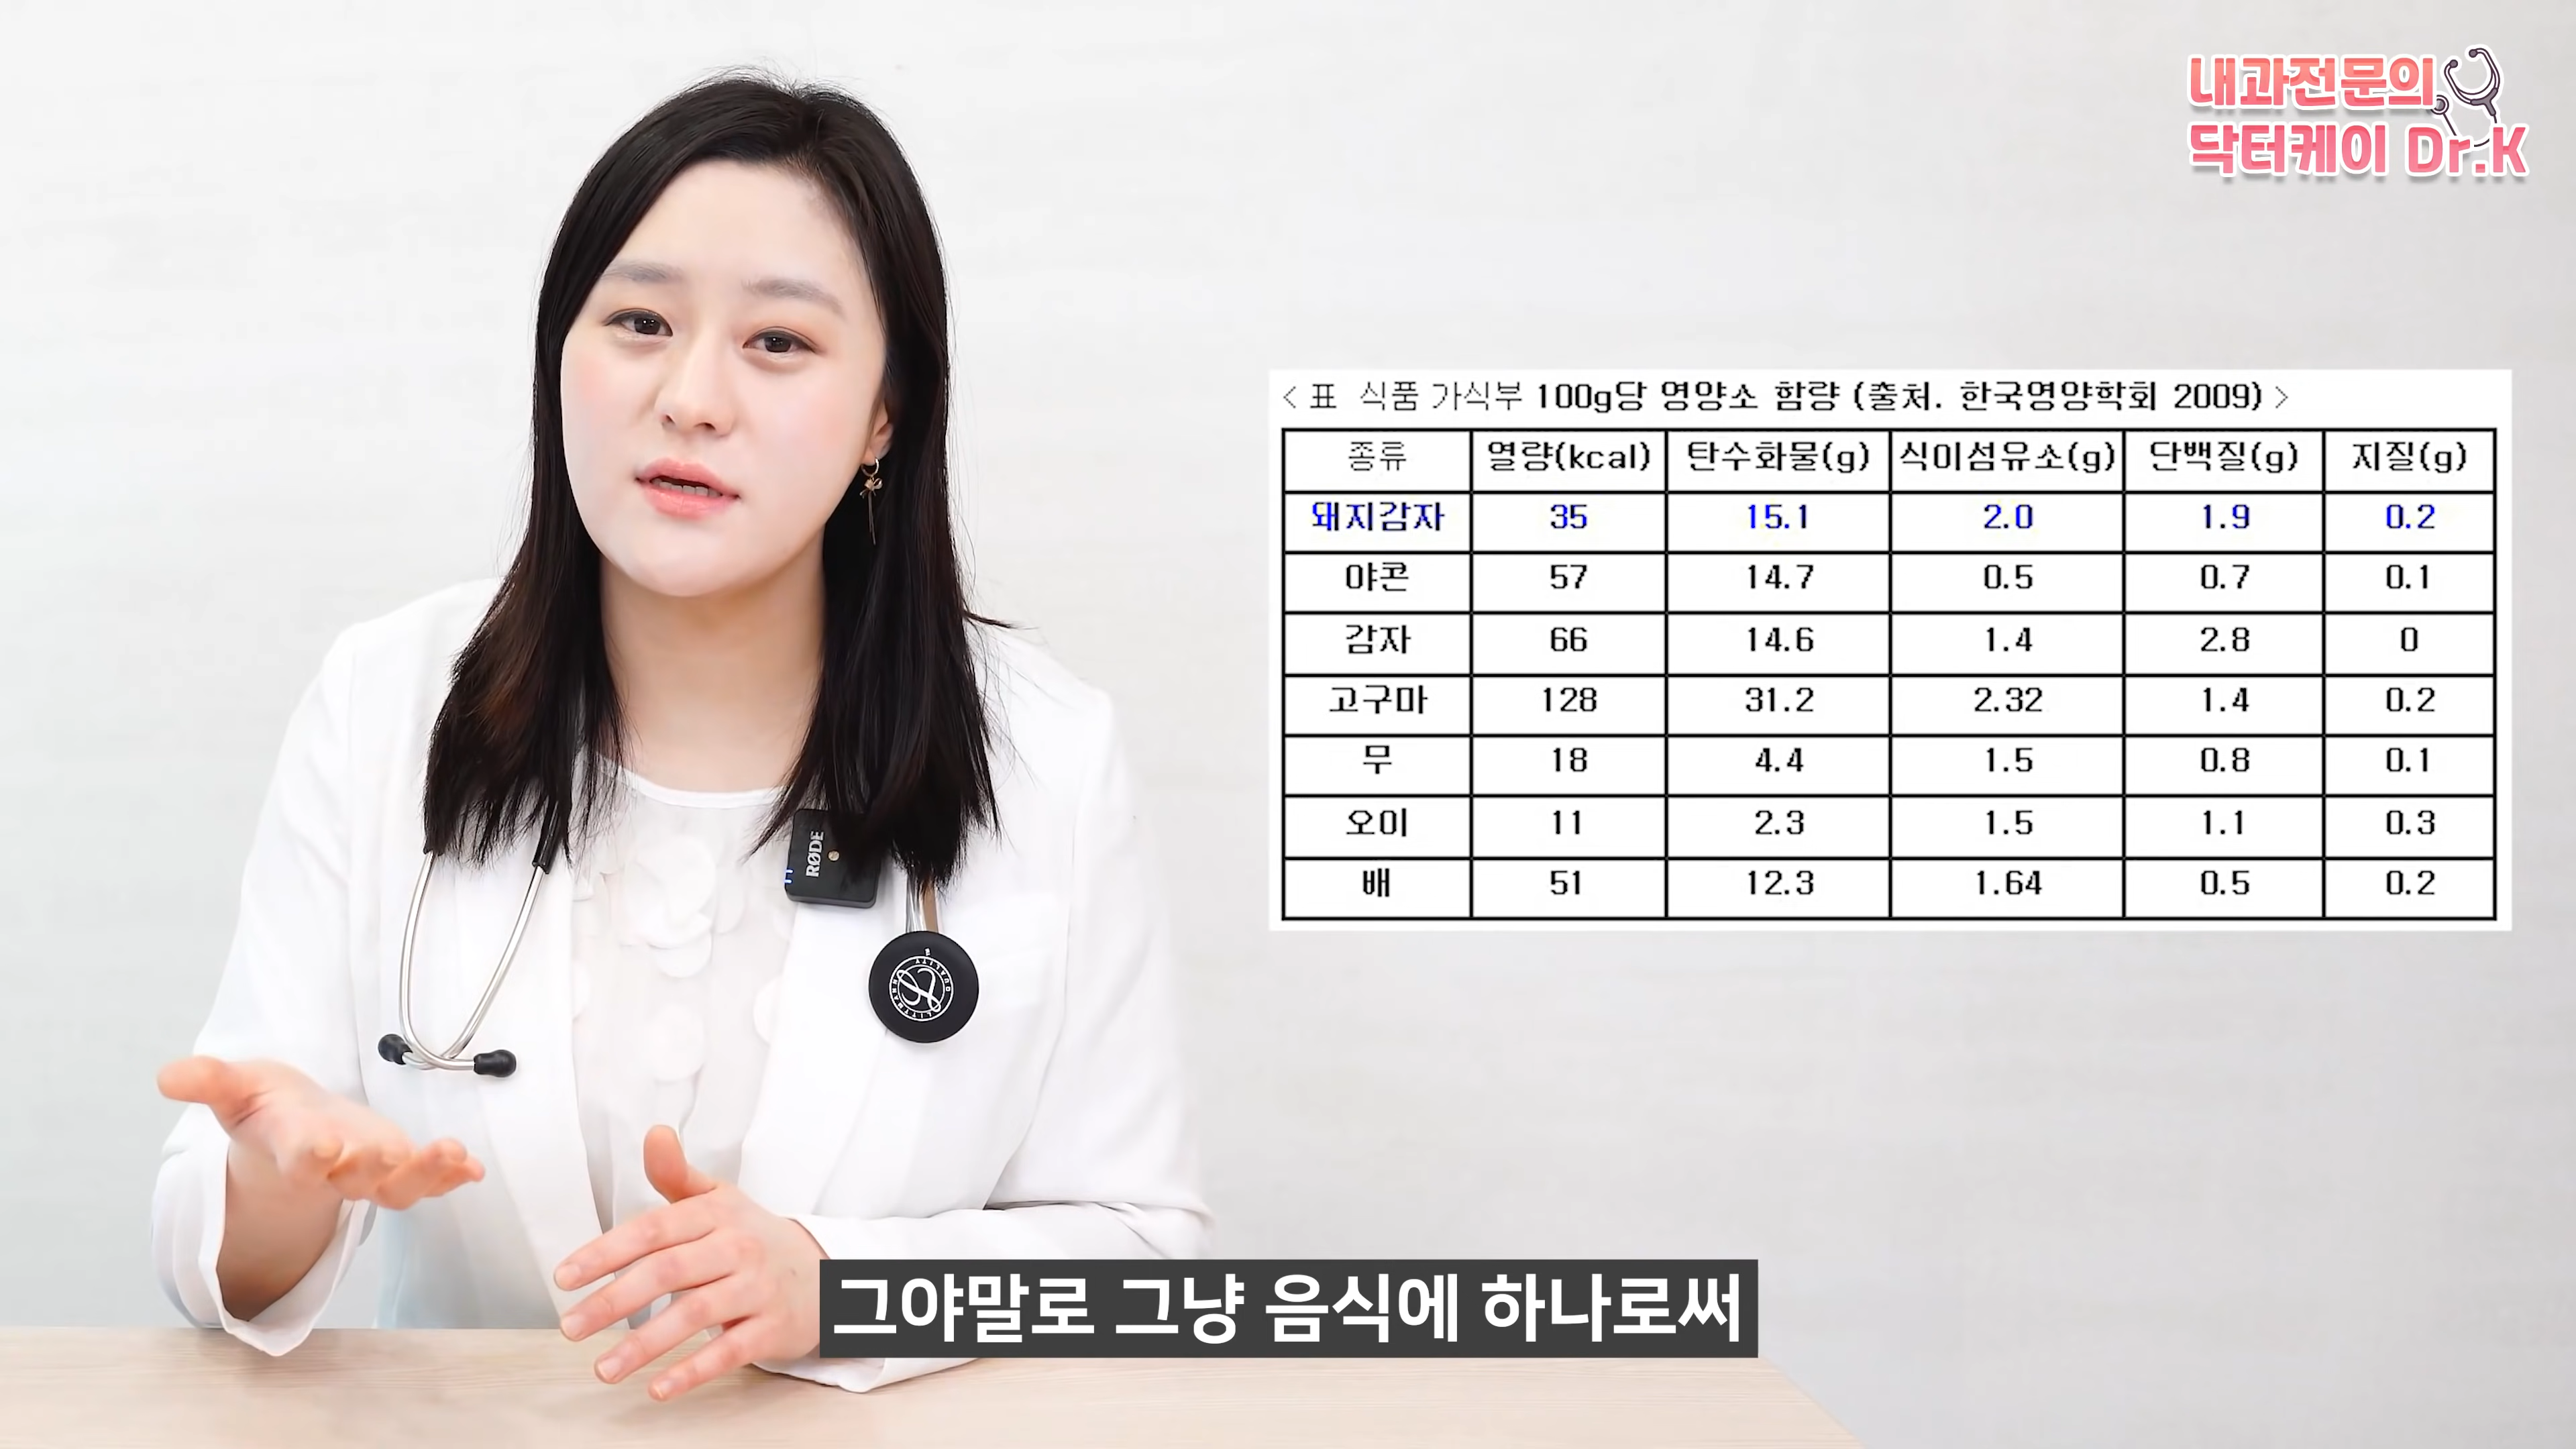 내과전문의
닥터케이 Dr.K
< 표 식품 가식부 100g당 영양소 함량 (출처. 한국영양학회 2009) >
종류 열량(kcal) 탄수화물(g) 식이섬유소(g) 단백질(g) 지질(g)
돼지감자 35 15.1 2.0 1.9 0.2
야콘 57 14.7 0.5 0.7 0.1
감자 66 14.6 1.4 2.8 0
고구마 128 31.2 2.32 1.4 0.2
무 18 4.4 1.5 0.8 0.1
오이 11 2.3 1.5 1.1 0.3
배 51 12.3 1.64 0.5 0.2
RØDE
LITTMANN
QUALITY
그야말로 그냥 음식에 하나로써